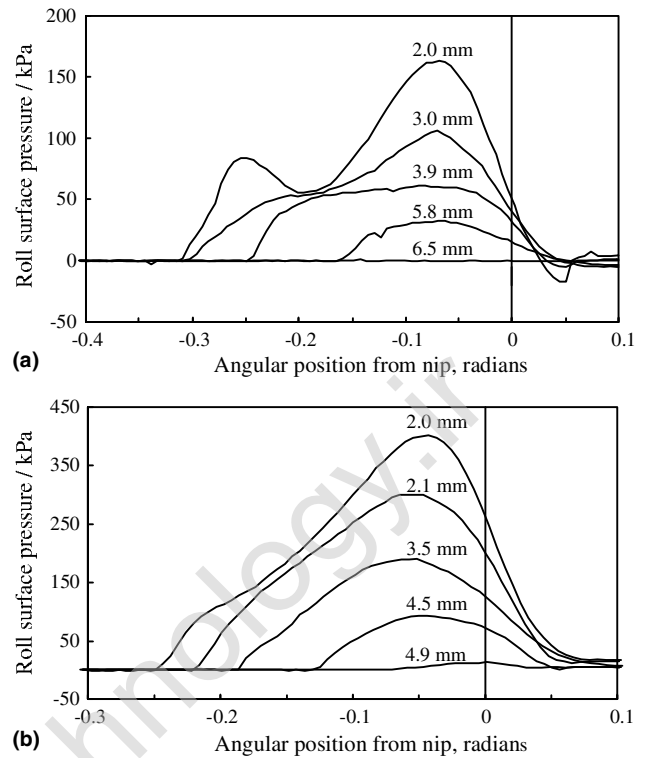 200
150
100
50
0
-50
Roll surface pressure / kPa
2.0 mm
3.0 mm
3.9 mm
5.8 mm
6.5 mm
-0.4 -0.3 -0.2 -0.1 0 0.1
(a)
Angular position from nip, radians
450
350
250
150
50
-50
Roll surface pressure / kPa
2.0 mm
2.1 mm
3.5 mm
4.5 mm
4.9 mm
-0.3 -0.2 -0.1 0 0.1
(b)
Angular position from nip, radians
hnology.ir